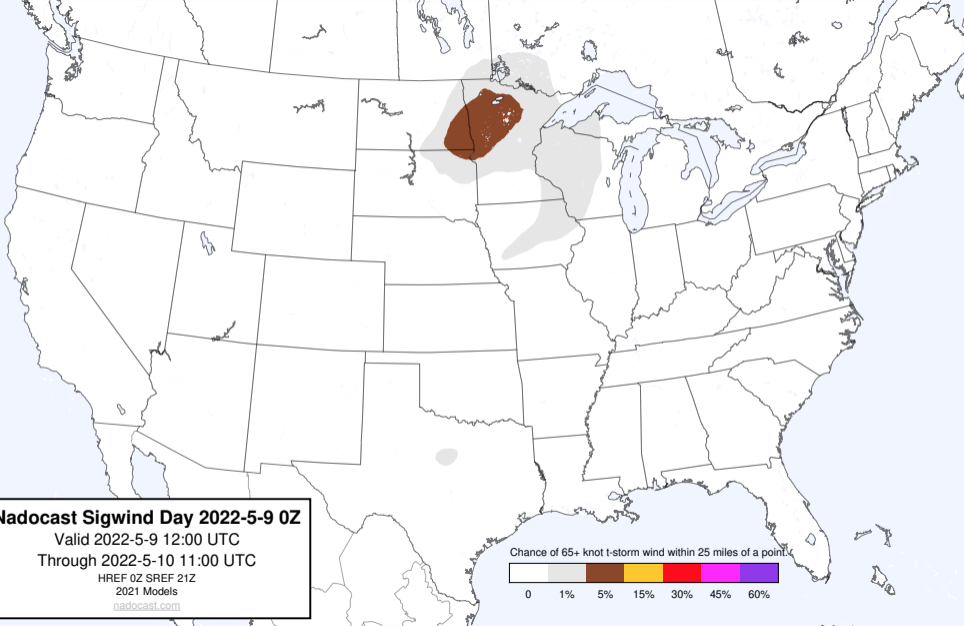 Nadocast Sigwind Day 2022-5-9 0Z
Valid 2022-5-9 12:00 UTC
Through 2022-5-10 11:00 UTC
HREF 0Z SREF 21Z
2021 Models
nadocast.com
Chance of 65+ knot t-storm wind within 25 miles of a point.
0 1% 5% 15% 30% 45% 60%